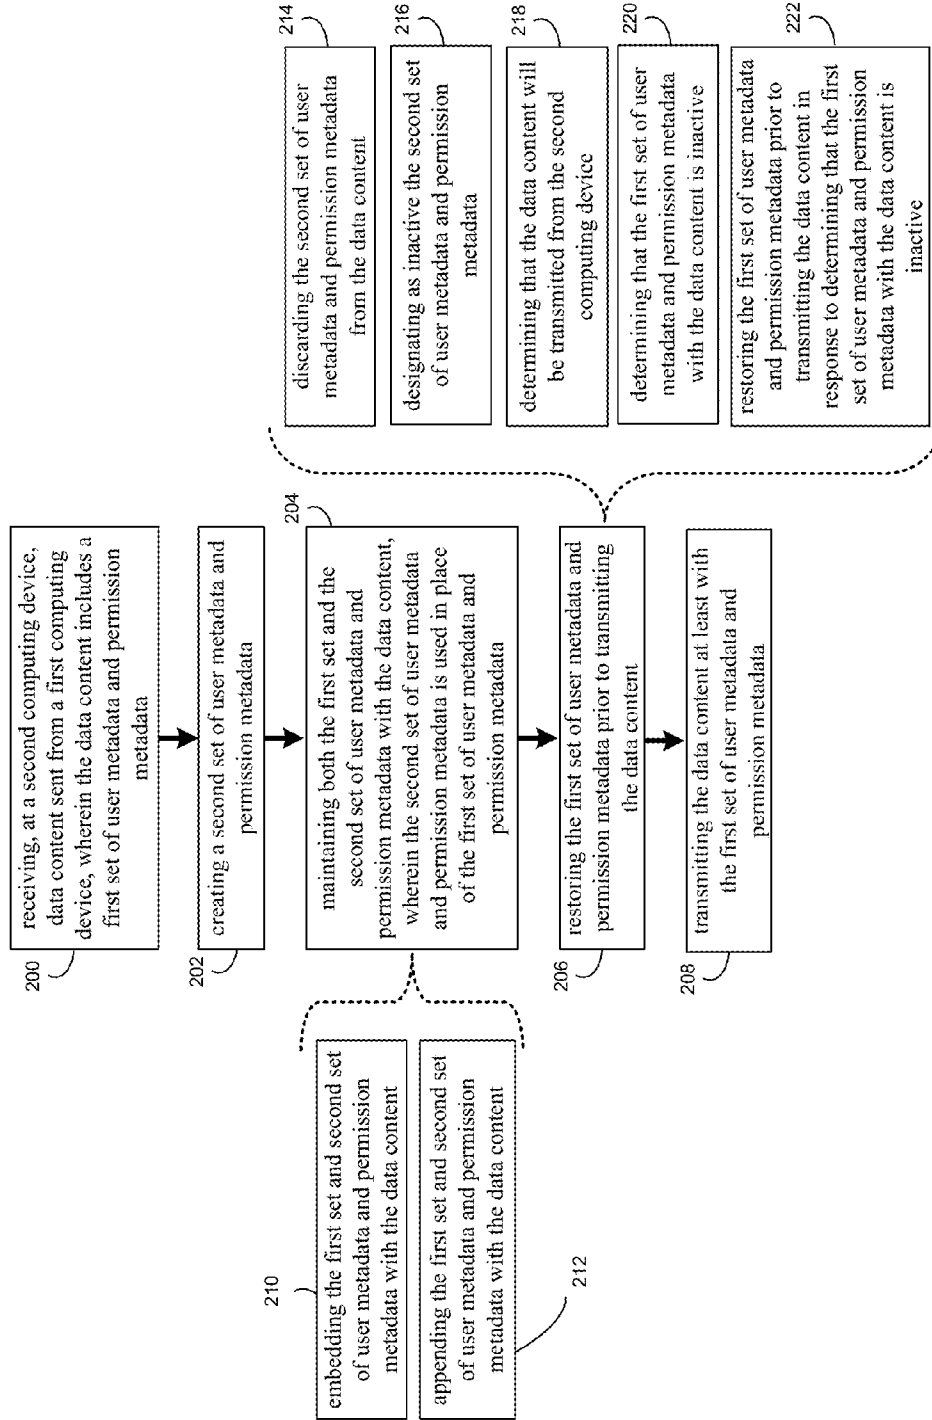 receiving, at a second computing device,
data content sent from a first computing
device, wherein the data content includes a
first set of user metadata and permission
metadata
200
creating a second set of user metadata and
permission metadata
202
204
maintaining both the first set and the
second set of user metadata and
permission metadata with the data content,
wherein the second set of user metadata
and permission metadata is used in place
of the first set of user metadata and
permission metadata
restoring the first set of user metadata and
permission metadata prior to transmitting
the data content
206
transmitting the data content at least with
the first set of user metadata and
permission metadata
208
210
embedding the first set and second set
of user metadata and permission
metadata with the data content
appending the first set and second set
of user metadata and permission
metadata with the data content
212
214
discarding the second set of user
metadata and permission metadata
from the data content
216
designating as inactive the second set
of user metadata and permission
metadata
218
determining that the data content will
be transmitted from the second
computing device
220
determining that the first set of user
metadata and permission metadata
with the data content is inactive
222
restoring the first set of user metadata
and permission metadata prior to
transmitting the data content in
response to determining that the first
set of user metadata and permission
metadata with the data content is
inactive